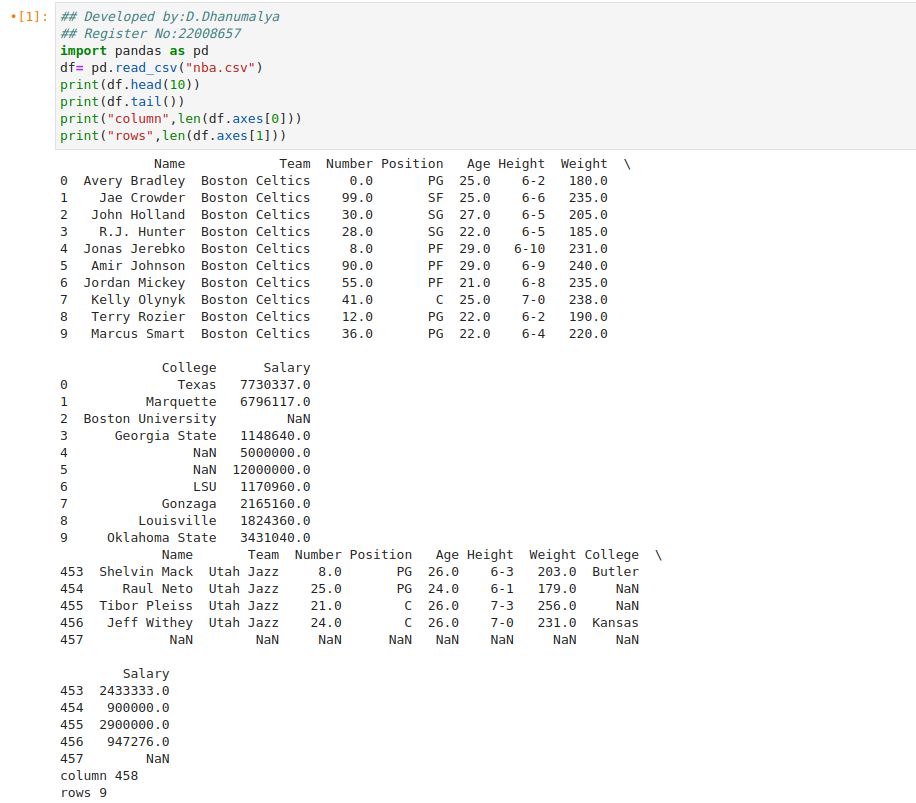 •[1]: ## Developed by:D.Dhanumalya
## Register No:22008657
import pandas as pd
df= pd.read_csv("nba.csv")
print(df.head(10))
print(df.tail())
print("column",len(df.axes[0]))
print("rows",len(df.axes[1]))
Name Team Number Position Age Height Weight \
0 Avery Bradley Boston Celtics 0.0 PG 25.0 6-2 180.0
1 Jae Crowder Boston Celtics 99.0 SF 25.0 6-6 235.0
2 John Holland Boston Celtics 30.0 SG 27.0 6-5 205.0
3 R.J. Hunter Boston Celtics 28.0 SG 22.0 6-5 185.0
4 Jonas Jerebko Boston Celtics 8.0 PF 29.0 6-10 231.0
5 Amir Johnson Boston Celtics 90.0 PF 29.0 6-9 240.0
6 Jordan Mickey Boston Celtics 55.0 PF 21.0 6-8 235.0
7 Kelly Olynyk Boston Celtics 41.0 C 25.0 7-0 238.0
8 Terry Rozier Boston Celtics 12.0 PG 22.0 6-2 190.0
9 Marcus Smart Boston Celtics 36.0 PG 22.0 6-4 220.0
College Salary
0 Texas 7730337.0
1 Marquette 6796117.0
2 Boston University NaN
3 Georgia State 1148640.0
4 NaN 5000000.0
5 NaN 12000000.0
6 LSU 1170960.0
7 Gonzaga 2165160.0
8 Louisville 1824360.0
9 Oklahoma State 3431040.0
Name Team Number Position Age Height Weight College \
453 Shelvin Mack Utah Jazz 8.0 PG 26.0 6-3 203.0 Butler
454 Raul Neto Utah Jazz 25.0 PG 24.0 6-1 179.0 NaN
455 Tibor Pleiss Utah Jazz 21.0 C 26.0 7-3 256.0 NaN
456 Jeff Withey Utah Jazz 24.0 C 26.0 7-0 231.0 Kansas
457 NaN NaN NaN NaN NaN NaN NaN NaN
Salary
453 2433333.0
454 900000.0
455 2900000.0
456 947276.0
457 NaN
column 458
rows 9